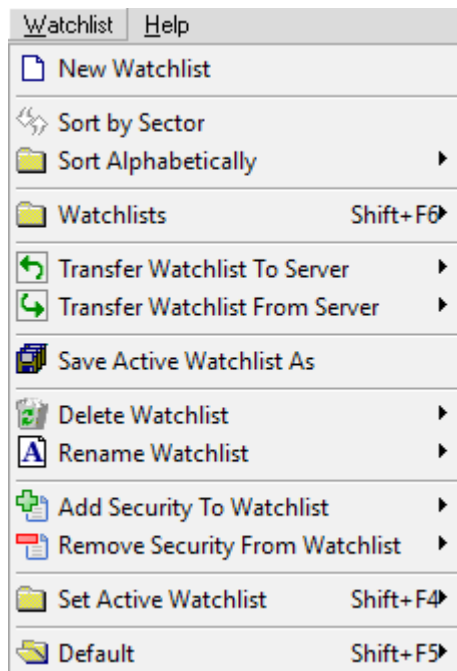 Watchlist Help
New Watchlist
Sort by Sector
Sort Alphabetically
Watchlists Shift+F6
Transfer Watchlist To Server
Transfer Watchlist From Server
Save Active Watchlist As
Delete Watchlist
A Rename Watchlist
Add Security To Watchlist
Remove Security From Watchlist
Set Active Watchlist Shift+F4
Default Shift+F5